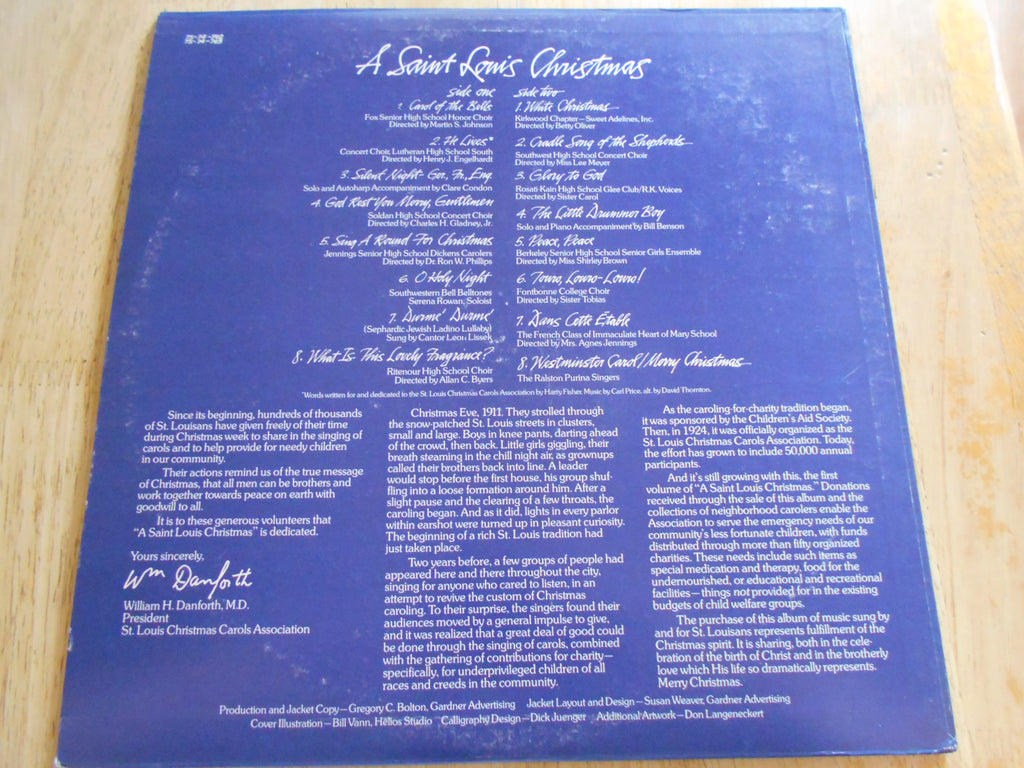 A Saint Louis Christmas
side one
1. Carol of the Bells
Fox Senior High School Honor Choir
Directed by Martin S. Johnson
2. He Lives*
Concert Choir, Lutheran High School South
Directed by Henry J. Engelhardt
3. Silent Night - Ger., Fr., Eng.
Solo and Autoharp Accompaniment by Clare Condon
4. God Rest You Merry, Gentlemen
Soldan High School Concert Choir
Directed by Charles H. Gladney, Jr.
5. Sing A Round For Christmas
Jennings Senior High School Dickens Carolers
Directed by Dr. Ron W. Phillips
6. O Holy Night
Southwestern Bell Belltones
Serena Rowan, Soloist
7. Durme' Durme'
(Sephardic Jewish Ladino Lullaby)
Sung by Cantor Leon Lissek
8. What Is This Lovely Fragrance?
Ritenour High School Choir
Directed by Allan C. Byers
side two
1. White Christmas
Kirkwood Chapter—Sweet Adelines, Inc.
Directed by Betty Oliver
2. Cradle Song of the Shepherds
Southwest High School Concert Choir
Directed by Miss Lee Meyer
3. Glory to God
Rosati-Kain High School Glee Club/R.K. Voices
Directed by Sister Carol
4. The Little Drummer Boy
Solo and Piano Accompaniment by Bill Benson
5. Peace, Peace
Berkeley Senior High School Senior Girls Ensemble
Directed by Miss Shirley Brown
6. Touro, Louro-Louro!
Fontbonne College Choir
Directed by Sister Tobias
7. Dans Cette Étable
The French Class of Immaculate Heart of Mary School
Directed by Mrs. Agnes Jennings
8. Westminster Carol/Merry Christmas
The Ralston Purina Singers
*Words written for and dedicated to the St. Louis Christmas Carols Association by Harry Fisher. Music by Carl Price, alt. by David Thornton.
Since its beginning, hundreds of thousands
of St. Louisans have given freely of their time
during Christmas week to share in the singing of
carols and to help provide for needy children
in our community.
Their actions remind us of the true message
of Christmas, that all men can be brothers and
work together towards peace on earth with
goodwill to all.
It is to these generous volunteers that
"A Saint Louis Christmas" is dedicated.
Yours sincerely,
Wm Danforth
William H. Danforth, M.D.
President
St. Louis Christmas Carols Association
Christmas Eve, 1911. They strolled through
the snow-patched St. Louis streets in clusters,
small and large. Boys in knee pants, darting ahead
of the crowd, then back. Little girls giggling, their
breath steaming in the chill night air, as grownups
called their brothers back into line. A leader
would stop before the first house, his group shuf-
fling into a loose formation around him. After a
slight pause and the clearing of a few throats, the
caroling began. And as it did, lights in every parlor
within earshot were turned up in pleasant curiosity.
The beginning of a rich St. Louis tradition had
just taken place.
Two years before, a few groups of people had
appeared here and there throughout the city,
singing for anyone who cared to listen, in an
attempt to revive the custom of Christmas
caroling. To their surprise, the singers found their
audiences moved by a general impulse to give,
and it was realized that a great deal of good could
be done through the singing of carols, combined
with the gathering of contributions for charity—
specifically, for underprivileged children of all
races and creeds in the community.
As the caroling-for-charity tradition began,
it was sponsored by the Children's Aid Society.
Then, in 1924, it was officially organized as the
St. Louis Christmas Carols Association. Today,
the effort has grown to include 50,000 annual
participants.
And it's still growing with this, the first
volume of "A Saint Louis Christmas." Donations
received through the sale of this album and the
collections of neighborhood carolers enable the
Association to serve the emergency needs of our
community's less fortunate children, with funds
distributed through more than fifty organized
charities. These needs include such items as
special medication and therapy, food for the
undernourished, or educational and recreational
facilities—things not provided for in the existing
budgets of child welfare groups.
The purchase of this album of music sung by
and for St. Louisans represents fulfillment of the
Christmas spirit. It is sharing, both in the cele-
bration of the birth of Christ and in the brotherly
love which His life so dramatically represents.
Merry Christmas.
Production and Jacket Copy—Gregory C. Bolton, Gardner Advertising Jacket Layout and Design—Susan Weaver, Gardner Advertising
Cover Illustration—Bill Vann, Helios Studio Calligraphy Design—Dick Juenger Additional Artwork—Don Langeneckert